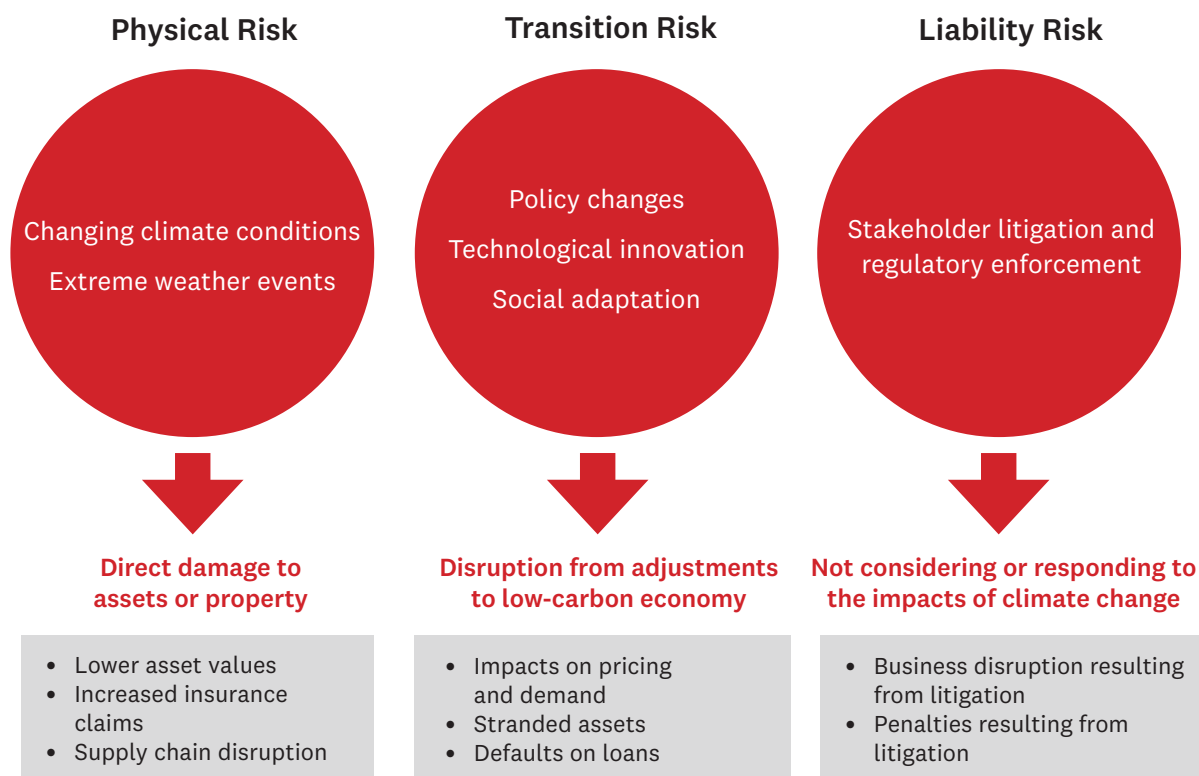 Physical Risk
Changing climate conditions
Extreme weather events
Direct damage to
assets or property
• Lower asset values
• Increased insurance
claims
• Supply chain disruption
Transition Risk
Policy changes
Technological innovation
Social adaptation
Disruption from adjustments
to low-carbon economy
• Impacts on pricing
and demand
• Stranded assets
• Defaults on loans
Liability Risk
Stakeholder litigation and
regulatory enforcement
Not considering or responding to
the impacts of climate change
• Business disruption resulting
from litigation
• Penalties resulting from
litigation